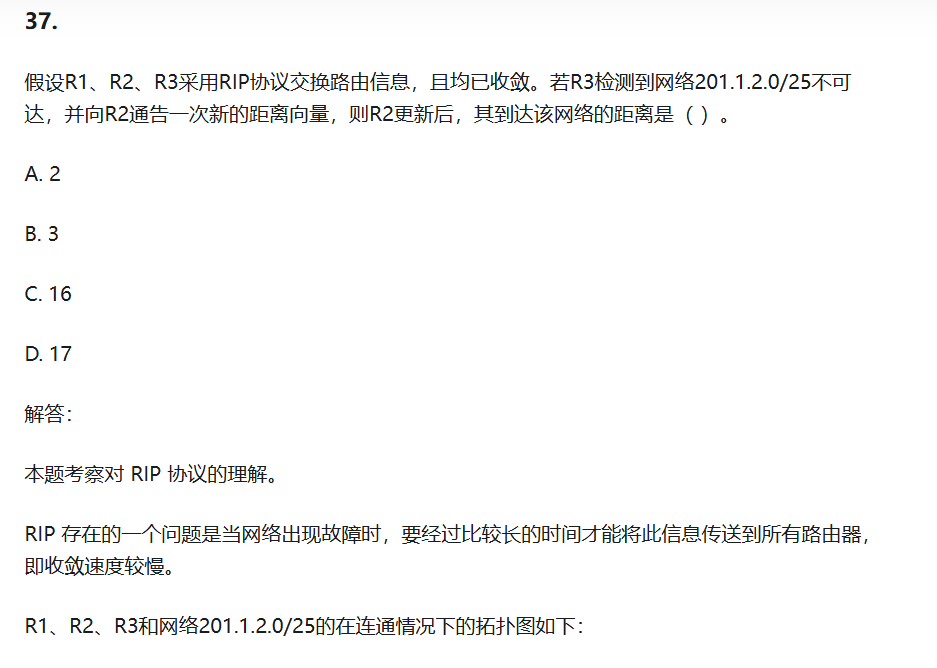 37.
假设R1、R2、R3采用RIP协议交换路由信息，且均已收敛。若R3检测到网络201.1.2.0/25不可
达，并向R2通告一次新的距离向量，则R2更新后，其到达该网络的距离是（ ）。
A. 2
B. 3
C. 16
D. 17
解答：
本题考察对 RIP 协议的理解。
RIP 存在的一个问题是当网络出现故障时，要经过比较长的时间才能将此信息传送到所有路由器，
即收敛速度较慢。
R1、R2、R3和网络201.1.2.0/25的在连通情况下的拓扑图如下：